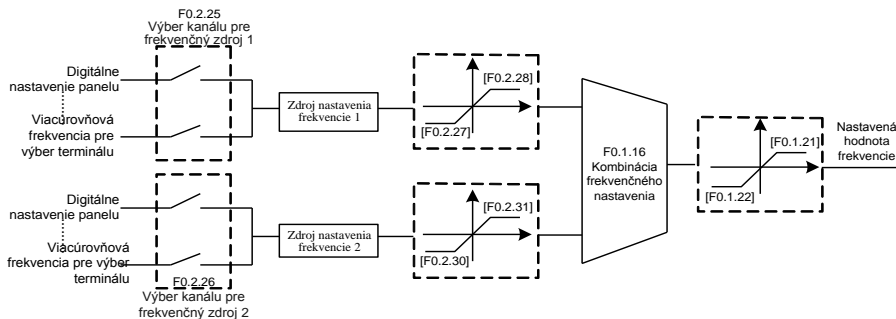 F0.2.25
Výber kanálu pre
frekvenčný zdroj 1
Digitálne
nastavenie panelu
Viacúrovňová
frekvencia pre
výber terminálu
Zdroj nastavenia
frekvencie 1
[F0.2.28]
[F0.2.27]
Digitálne
nastavenie panelu
Viacúrovňová
frekvencia pre výber
terminálu
F0.2.26
Výber kanálu pre
frekvenčný zdroj 2
Zdroj nastavenia
frekvencie 2
[F0.2.31]
[F0.2.30]
F0.1.16
Kombinácia
frekvenčného
nastavenia
[F0.1.21]
[F0.1.22]
Nastavená
hodnota
frekvencie